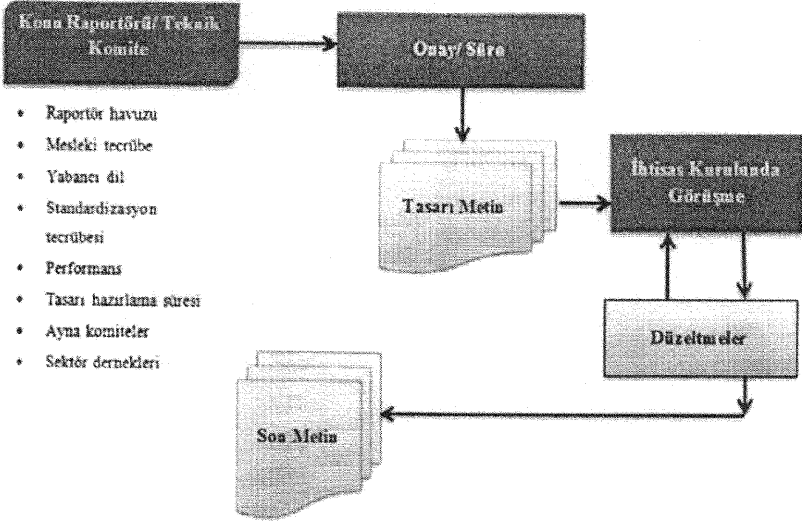 Konu Raportörü/ Teknik
Komite
Onay/ Süre
• Raportör havuzu
• Mesleki tecrübe
• Yabancı dil
• Standardizasyon
tecrübesi
• Performans
• Tasarı hazırlama süresi
• Ayna komiteler
• Sektör dernekleri
Tasarı Metin
İhtisas Kurulunda
Görüşme
Düzeltmeler
Son Metin